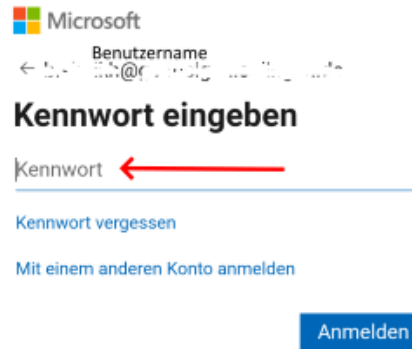 Microsoft
Benutzername
Kennwort eingeben
Kennwort
Kennwort vergessen
Mit einem anderen Konto anmelden
Anmelden